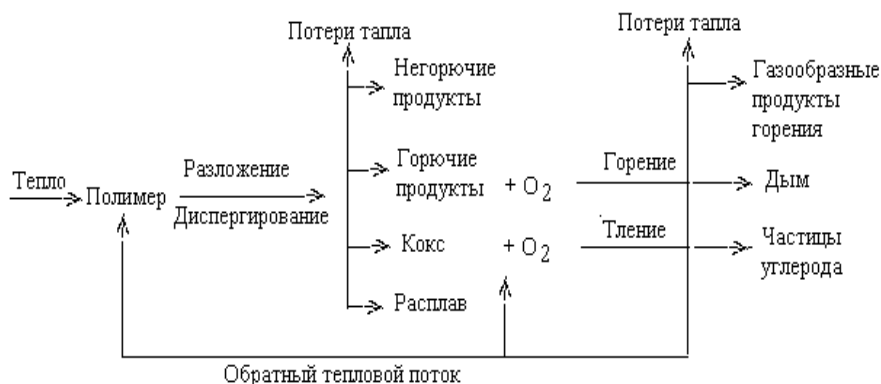 Потери тапла
Потери тапла
Негорючие
продукты
Газообразные
продукты
горения
Тепло
Полимер
Разложение
Диспергирование
Горючие
продукты
+ O2
Горение
Дым
Кокс
+ O2
Тление
Частицы
углерода
Расплав
Обратный тепловой поток